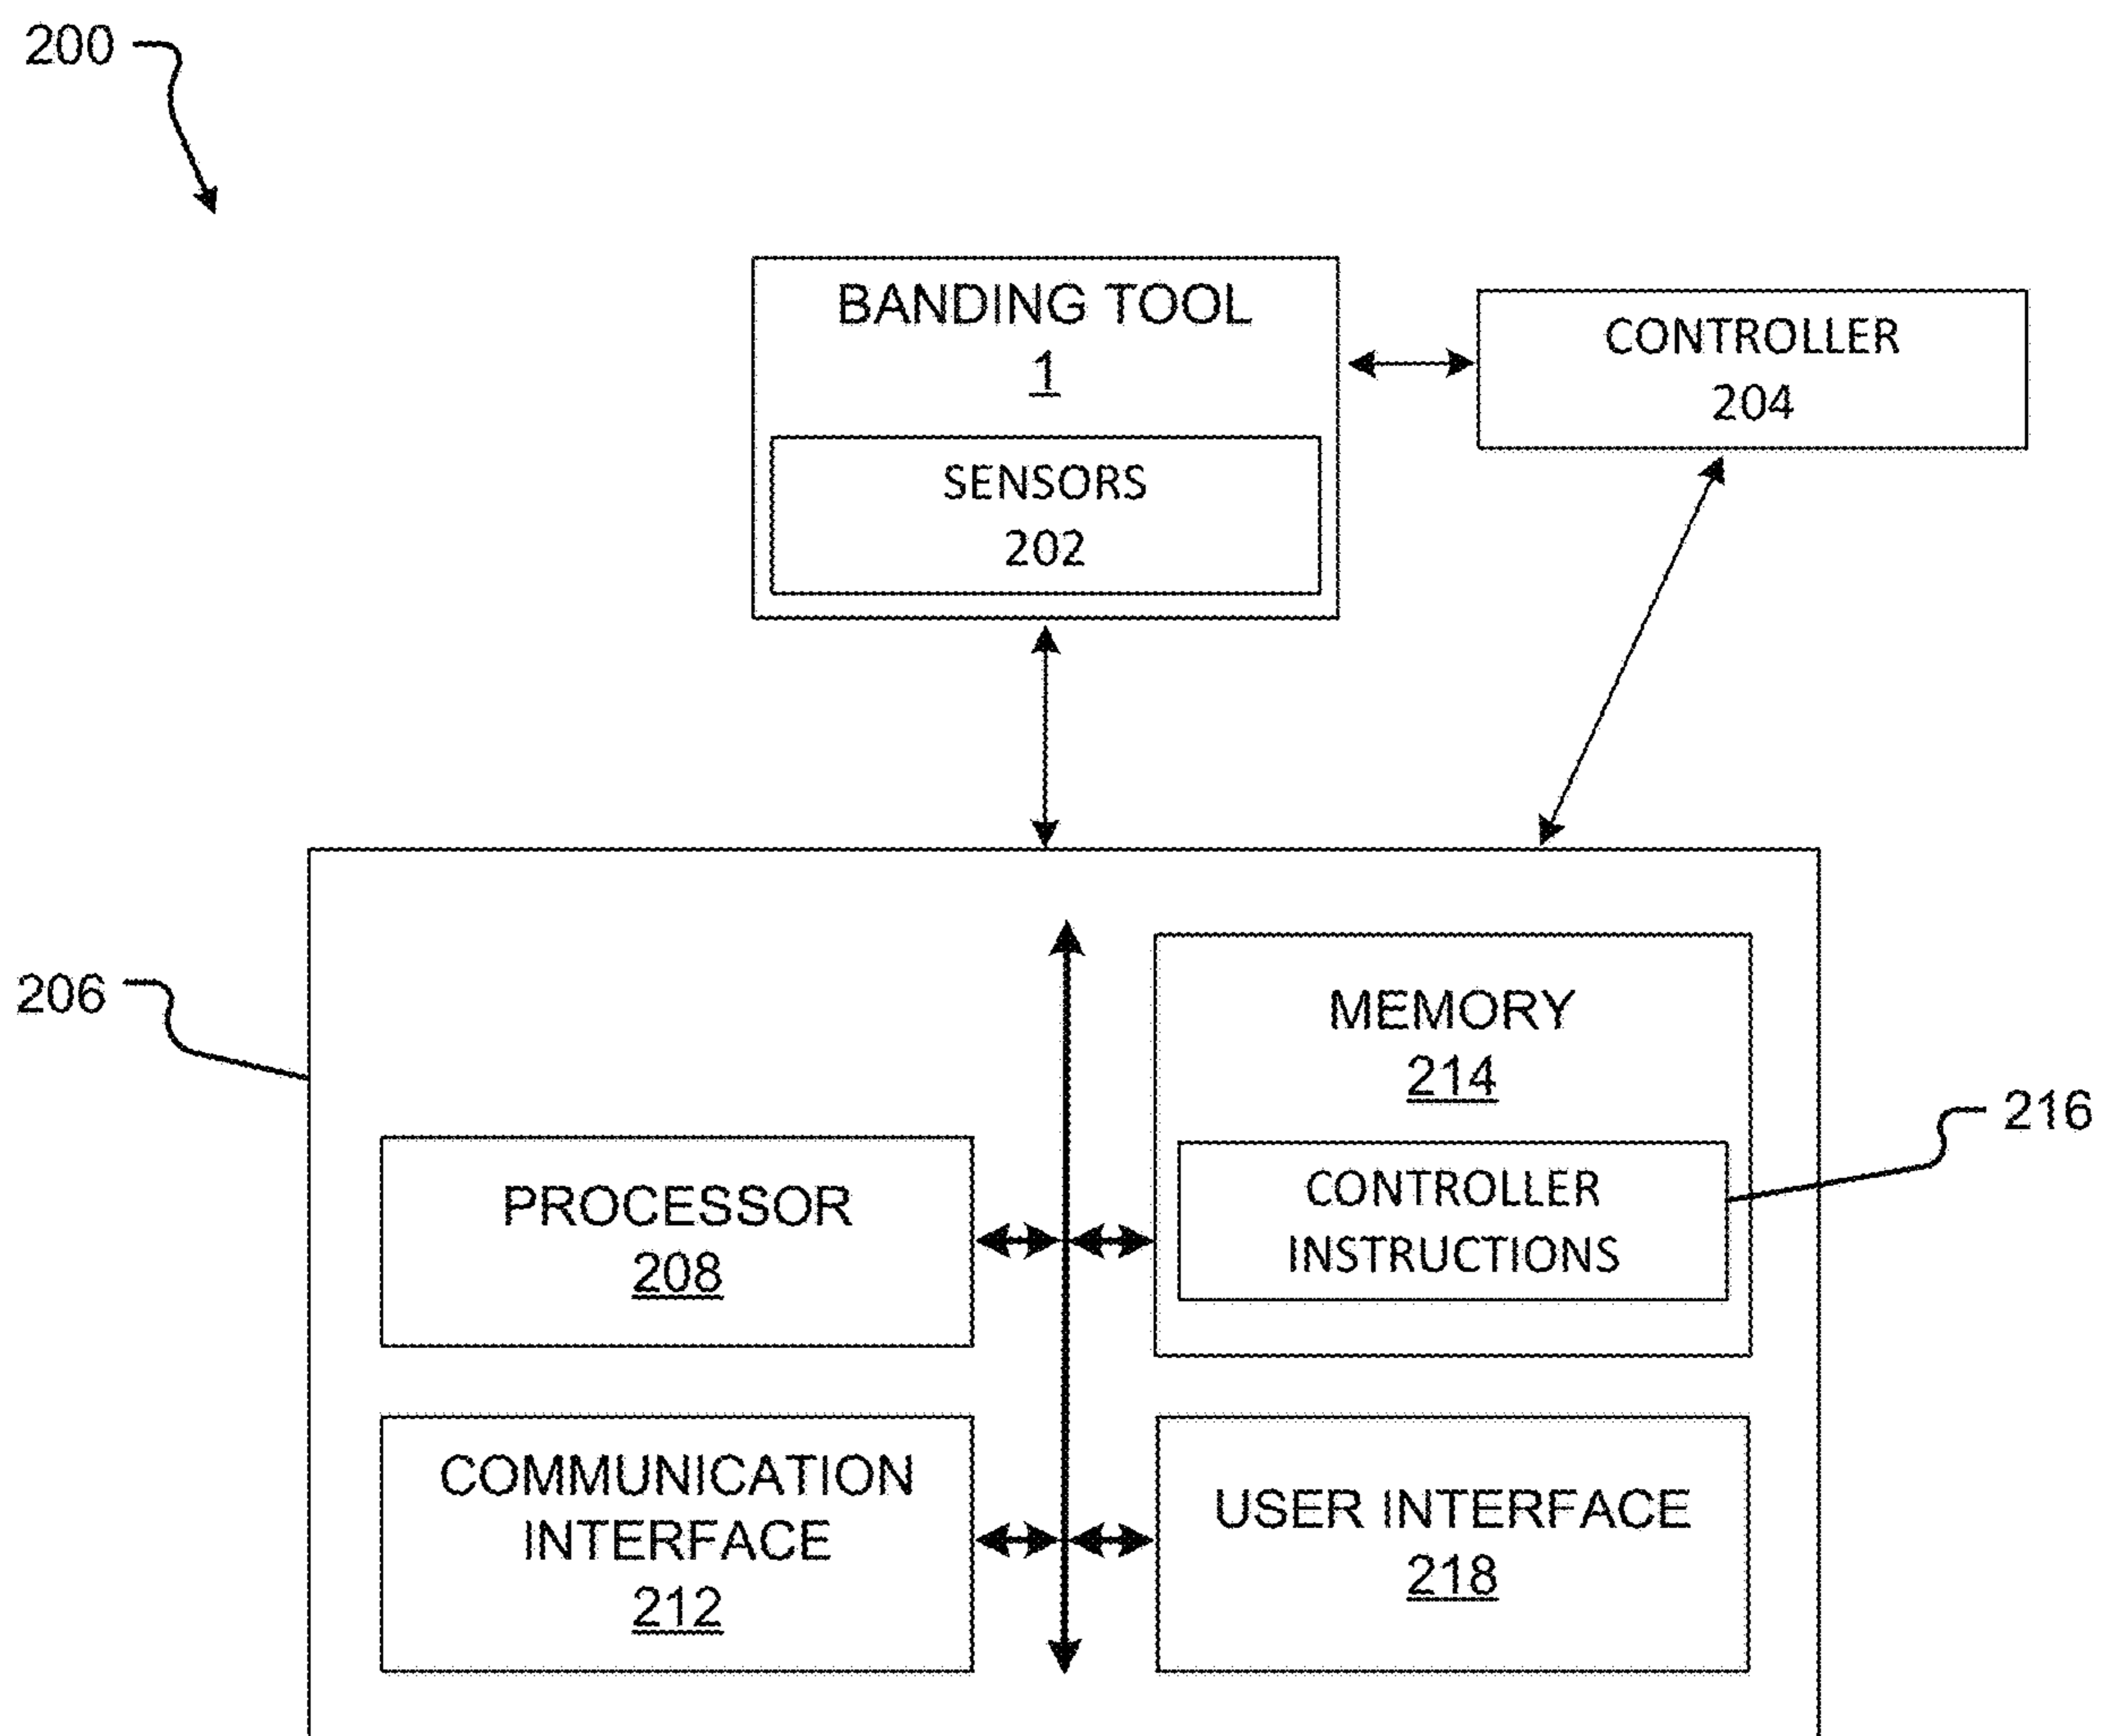 200
BANDING TOOL
1
CONTROLLER
204
SENSORS
202
206
MEMORY
214
216
CONTROLLER
INSTRUCTIONS
PROCESSOR
208
COMMUNICATION
INTERFACE
212
USER INTERFACE
218